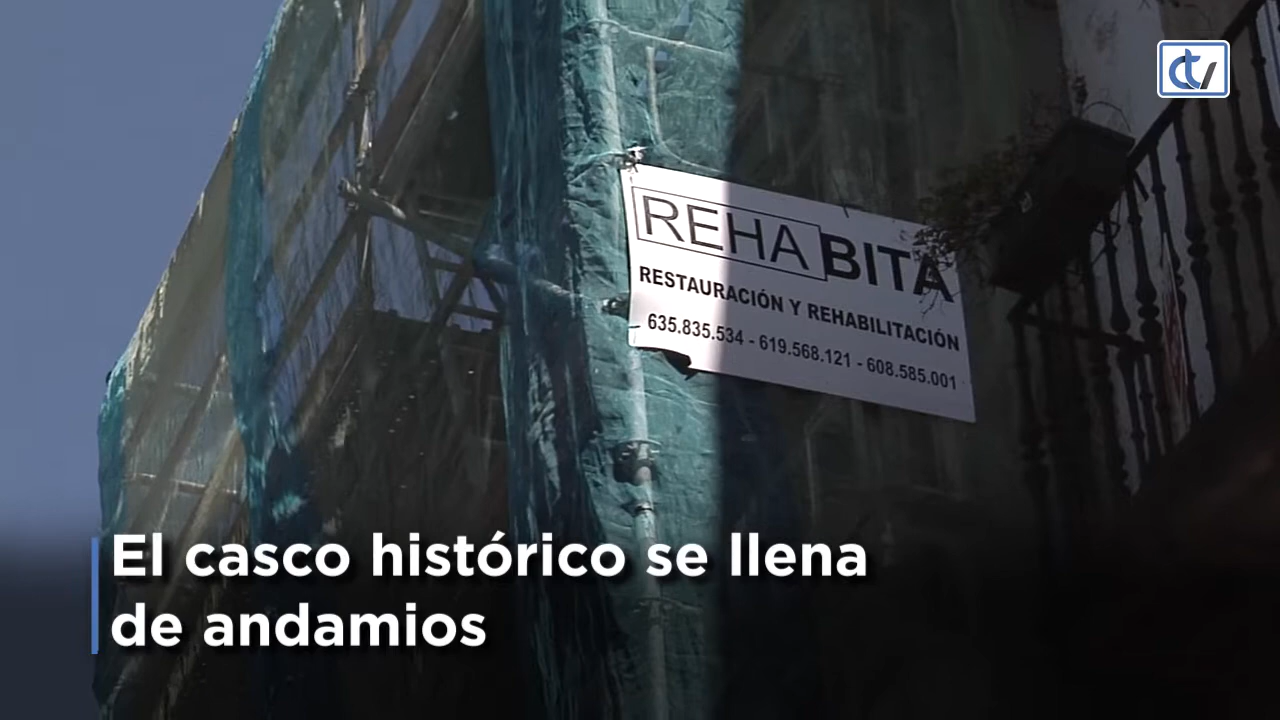 REHABITA
RESTAURACIÓN Y REHABILITACIÓN
635.835.534 - 619.568.121 - 608.585.001
El casco histórico se llena
de andamios